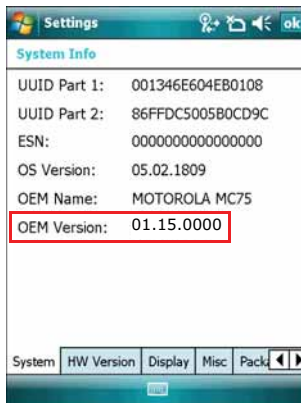 Settings
ok
System Info
UUID Part 1: 001346E604EB0108
UUID Part 2: 86FFDC5005B0CD9C
ESN: 0000000000000000
OS Version: 05.02.1809
OEM Name: MOTOROLA MC75
OEM Version: 01.15.0000
System HW Version Display Misc Packa